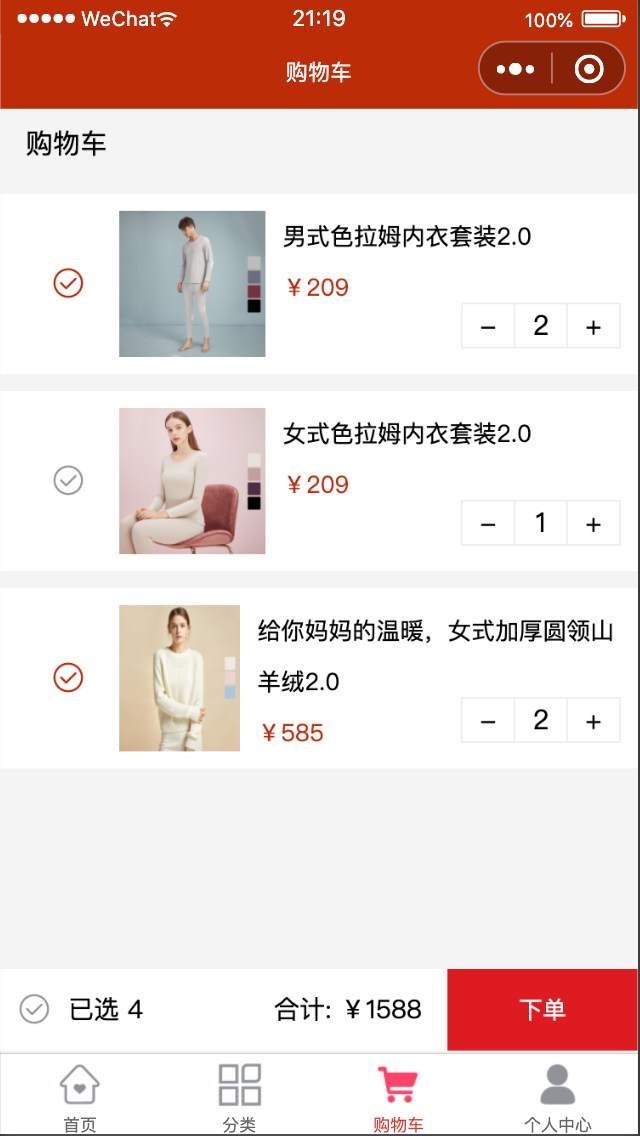 WeChat 21:19 100%
购物车
购物车
男式色拉姆内衣套装2.0
￥209
− 2 +
女式色拉姆内衣套装2.0
￥209
− 1 +
给你妈妈的温暖，女式加厚圆领山
羊绒2.0
￥585
− 2 +
已选 4 合计: ￥1588 下单
首页 分类 购物车 个人中心